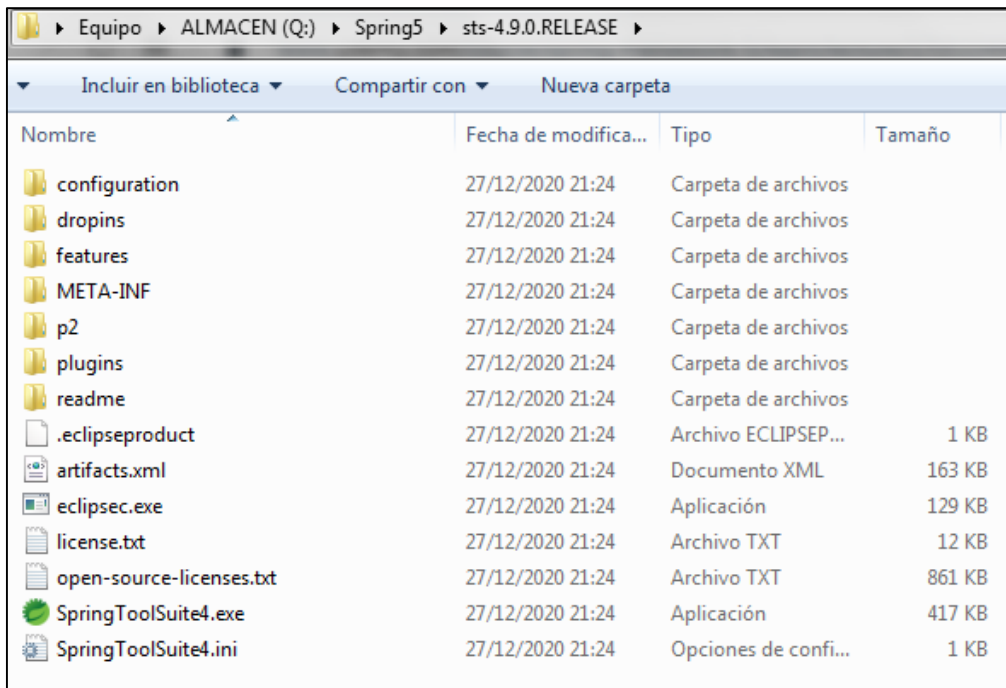 Equipo ALMACEN (Q:) Spring5 sts-4.9.0.RELEASE
Incluir en biblioteca Compartir con Nueva carpeta
Nombre Fecha de modifica... Tipo Tamaño
configuration 27/12/2020 21:24 Carpeta de archivos
dropins 27/12/2020 21:24 Carpeta de archivos
features 27/12/2020 21:24 Carpeta de archivos
META-INF 27/12/2020 21:24 Carpeta de archivos
p2 27/12/2020 21:24 Carpeta de archivos
plugins 27/12/2020 21:24 Carpeta de archivos
readme 27/12/2020 21:24 Carpeta de archivos
.eclipseproduct 27/12/2020 21:24 Archivo ECLIPSEP... 1 KB
artifacts.xml 27/12/2020 21:24 Documento XML 163 KB
eclipsec.exe 27/12/2020 21:24 Aplicación 129 KB
license.txt 27/12/2020 21:24 Archivo TXT 12 KB
open-source-licenses.txt 27/12/2020 21:24 Archivo TXT 861 KB
SpringToolSuite4.exe 27/12/2020 21:24 Aplicación 417 KB
SpringToolSuite4.ini 27/12/2020 21:24 Opciones de confi... 1 KB